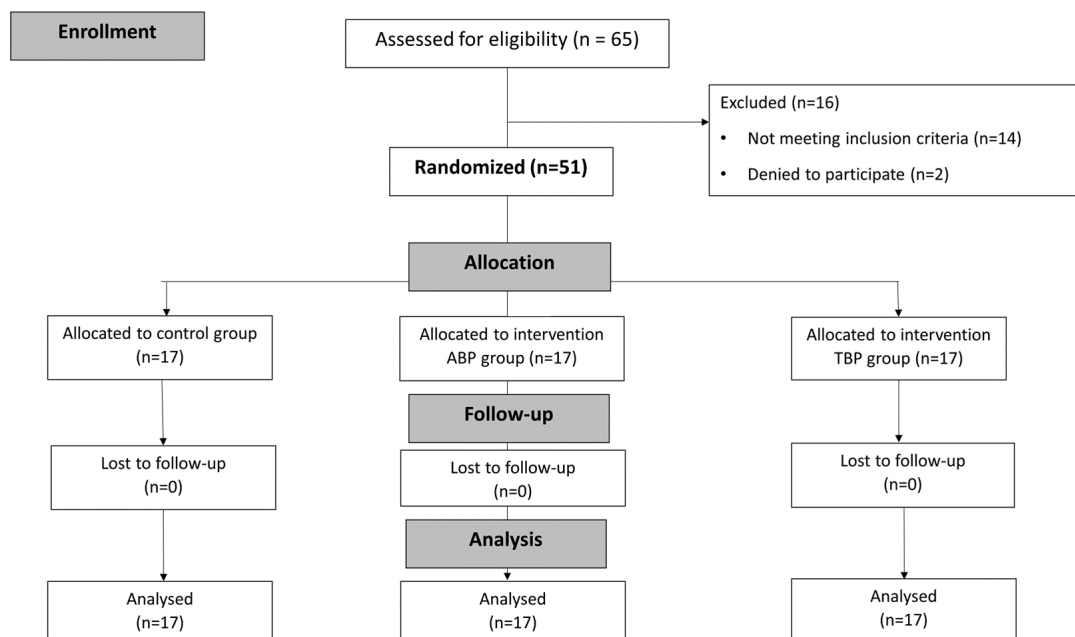 Enrollment
Assessed for eligibility (n = 65)
Excluded (n=16)
• Not meeting inclusion criteria (n=14)
• Denied to participate (n=2)
Randomized (n=51)
Allocation
Allocated to control group
(n=17)
Allocated to intervention
ABP group (n=17)
Allocated to intervention
TBP group (n=17)
Follow-up
Lost to follow-up
(n=0)
Lost to follow-up
(n=0)
Lost to follow-up
(n=0)
Analysis
Analysed
(n=17)
Analysed
(n=17)
Analysed
(n=17)